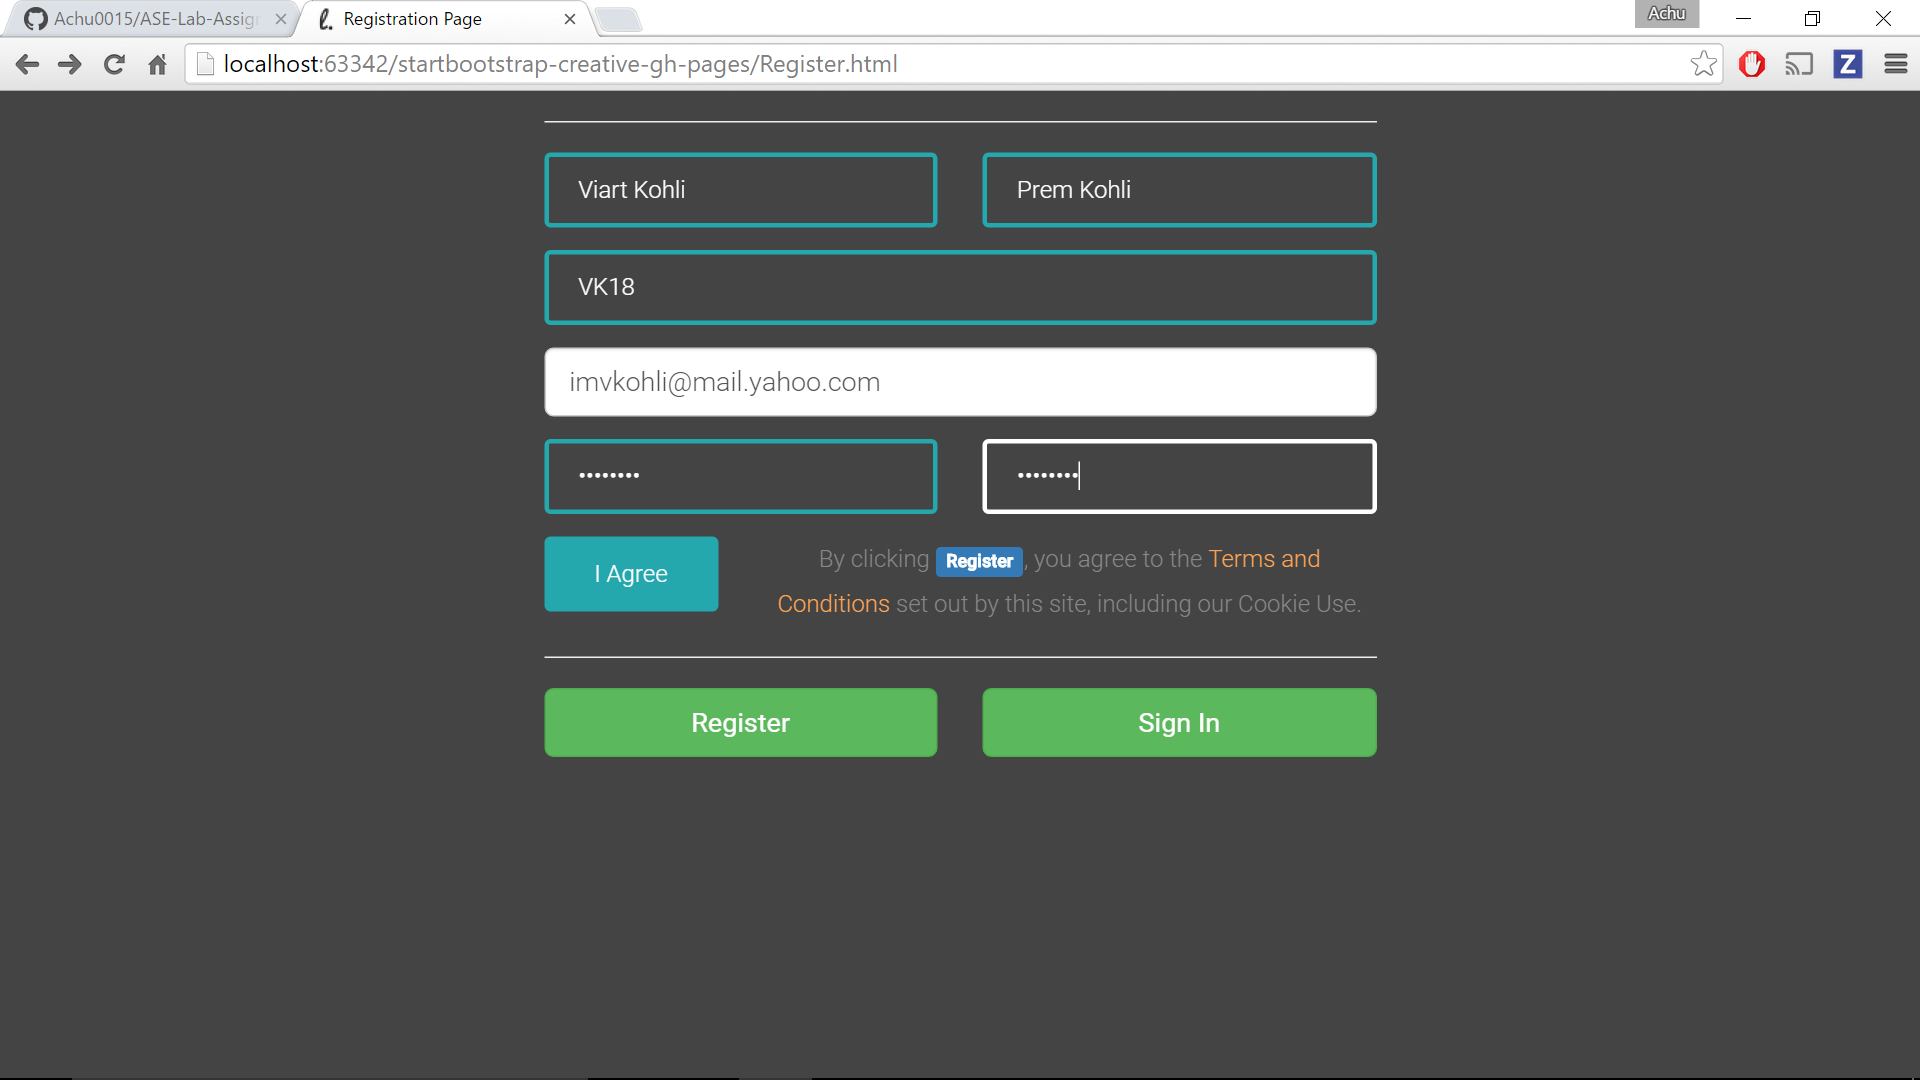 Achu0015/ASE-Lab-Assig
Registration Page
Achu
localhost:63342/startbootstrap-creative-gh-pages/Register.html
Z
Viart Kohli
Prem Kohli
VK18
imvkohli@mail.yahoo.com
••••••••
••••••••
I Agree
By clicking Register, you agree to the Terms and
Conditions set out by this site, including our Cookie Use.
Register
Sign In